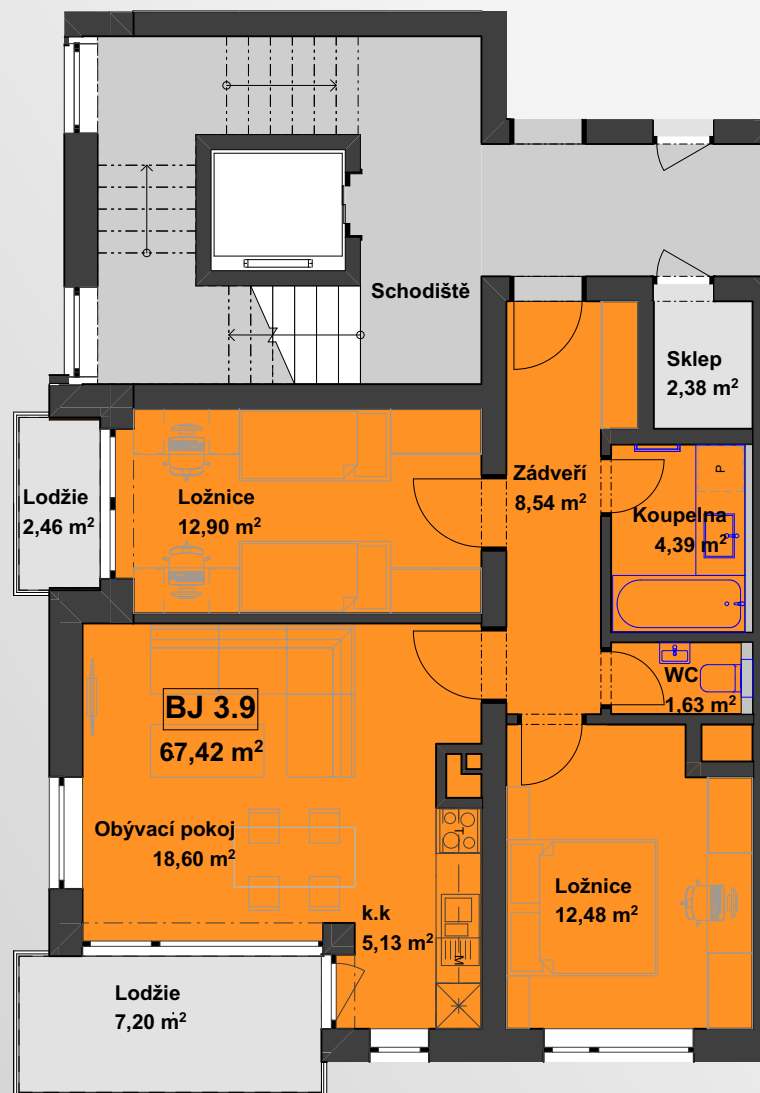 Schodiště
Sklep
2,38 m²
Lodžie
2,46 m²
Ložnice
12,90 m²
Zádveří
8,54 m²
P
Koupelna
4,39 m²
WC
1,63 m²
BJ 3.9
67,42 m²
Obývací pokoj
18,60 m²
T
k.k
5,13 m²
M
Ložnice
12,48 m²
Lodžie
7,20 m²